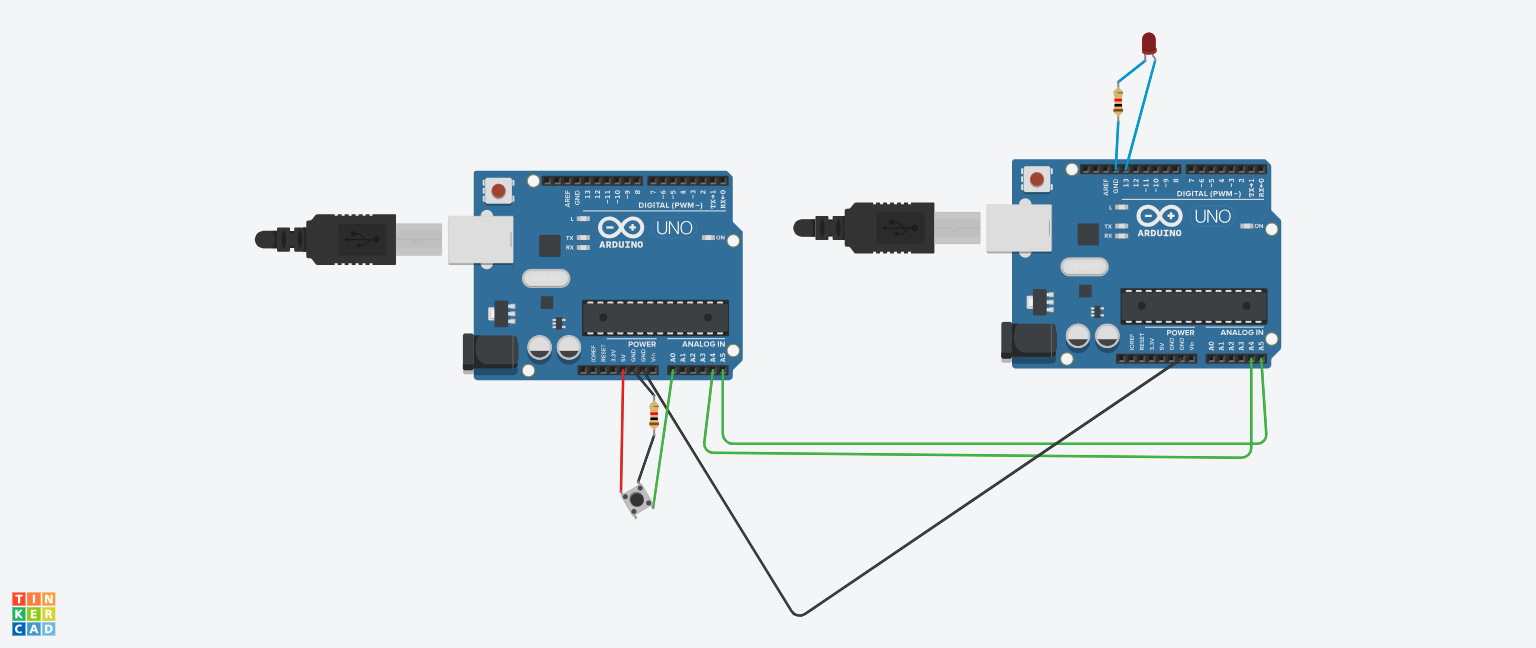 AREF
GND
13
12
~11
~10
~9
8
7
~6
~5
4
~3
2
TX→1
RX←0
DIGITAL (PWM~)
L
TX
RX
ARDUINO
UNO
ON
POWER
ANALOG IN
IOREF
RESET
3.3V
5V
GND
GND
Vin
A0
A1
A2
A3
A4
A5
AREF
GND
13
12
~11
~10
~9
8
7
~6
~5
4
~3
2
TX→1
RX←0
DIGITAL (PWM~)
L
TX
RX
ARDUINO
UNO
ON
POWER
ANALOG IN
IOREF
RESET
3.3V
5V
GND
GND
Vin
A0
A1
A2
A3
A4
A5
TIN
KER
CAD